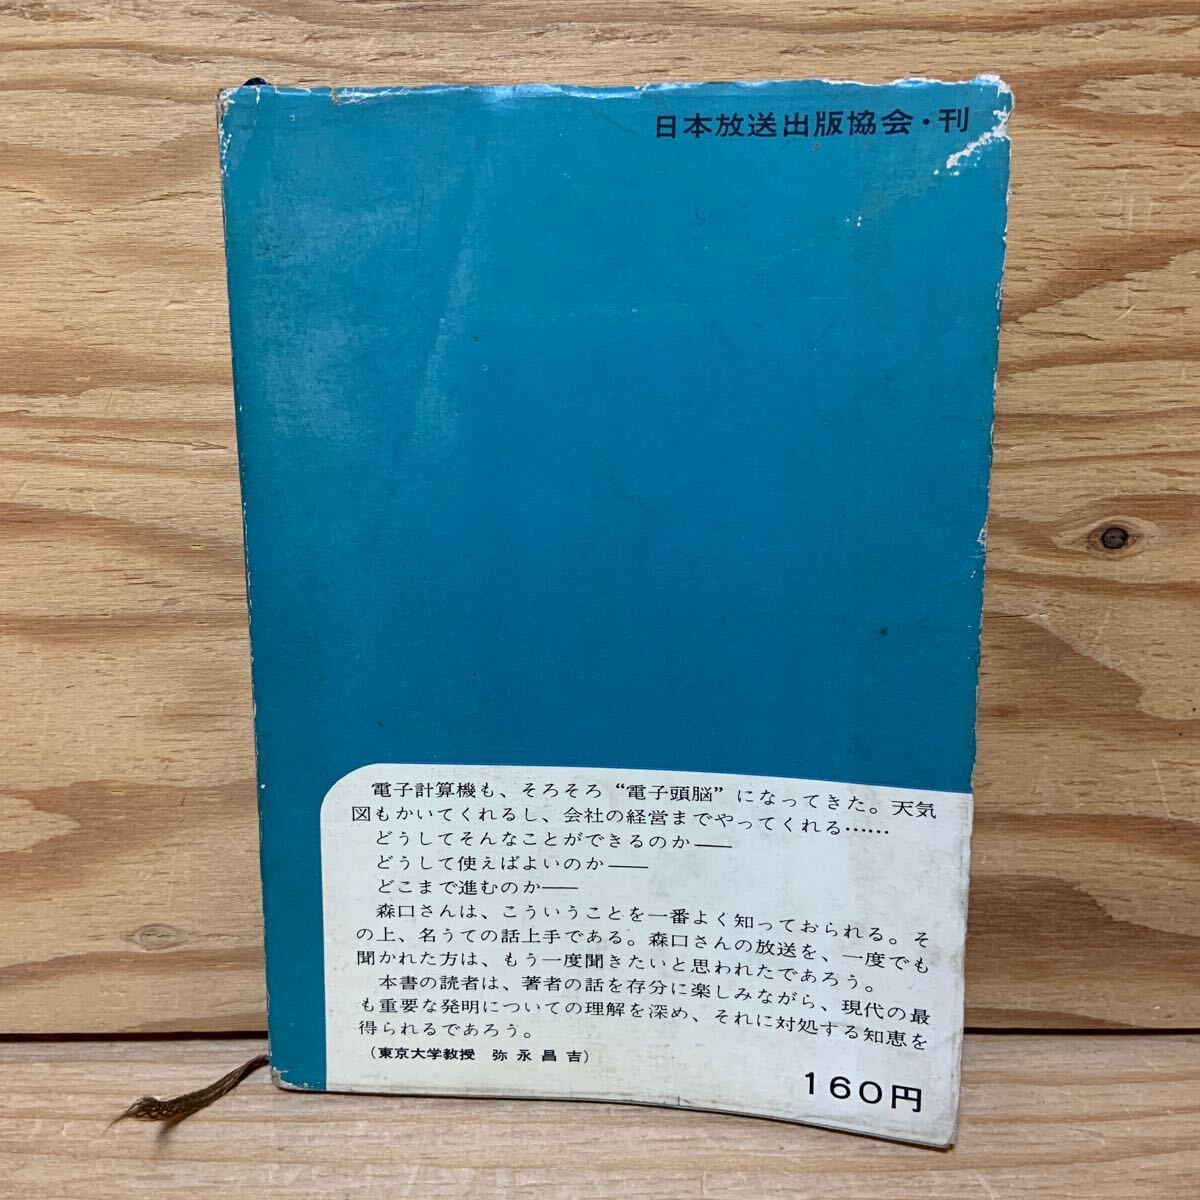 日本放送出版協会・刊
電子計算機も、そろそろ“電子頭脳”になってきた。天気
図もかいてくれるし、会社の経営までやってくれる……
どうしてそんなことができるのか――
どうして使えばよいのか――
どこまで進むのか――
森口さんは、こういうことを一番よく知っておられる。そ
の上、名うての話上手である。森口さんの放送を、一度でも
聞かれた方は、もう一度聞きたいと思われたであろう。
本書の読者は、著者の話を存分に楽しみながら、現代の最
も重要な発明についての理解を深め、それに対処する知恵を
得られるであろう。
(東京大学教授 弥永昌吉)
160円